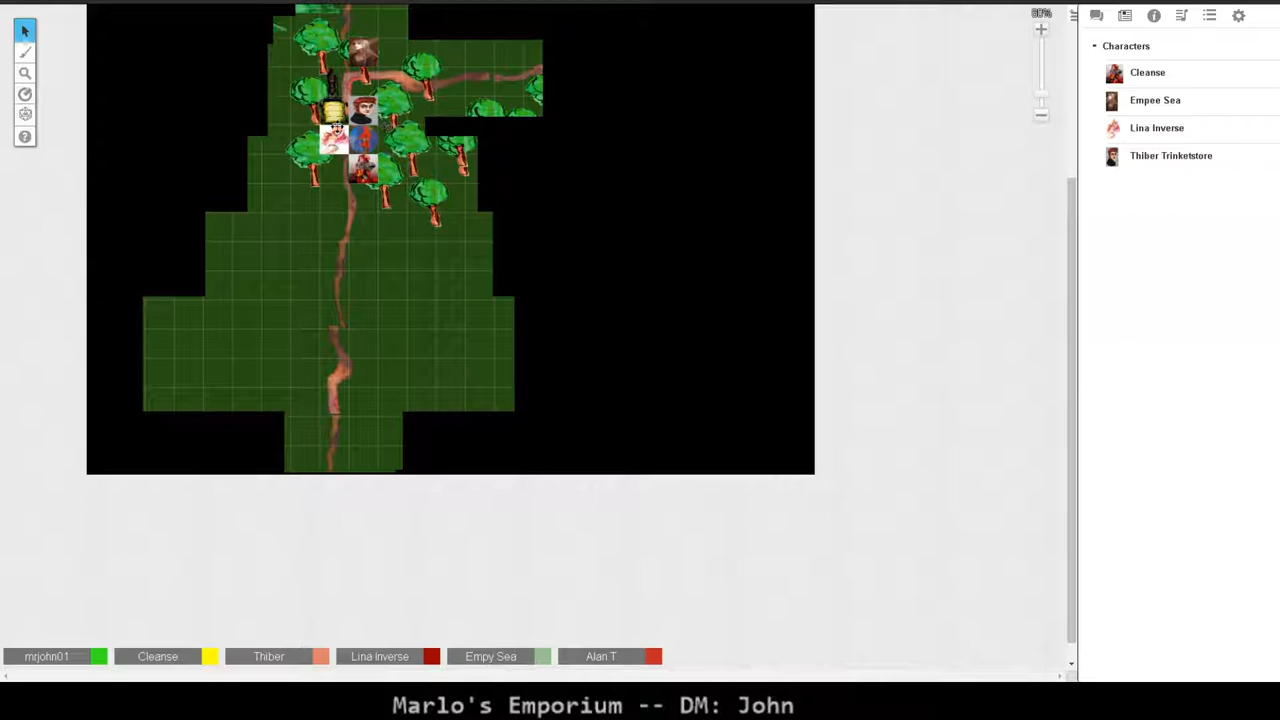 80%
Characters
Cleanse
Empee Sea
Lina Inverse
Thiber Trinketstore
mrjohn01
Cleanse
Thiber
Lina Inverse
Empy Sea
Alan T
Marlo's Emporium -- DM: John